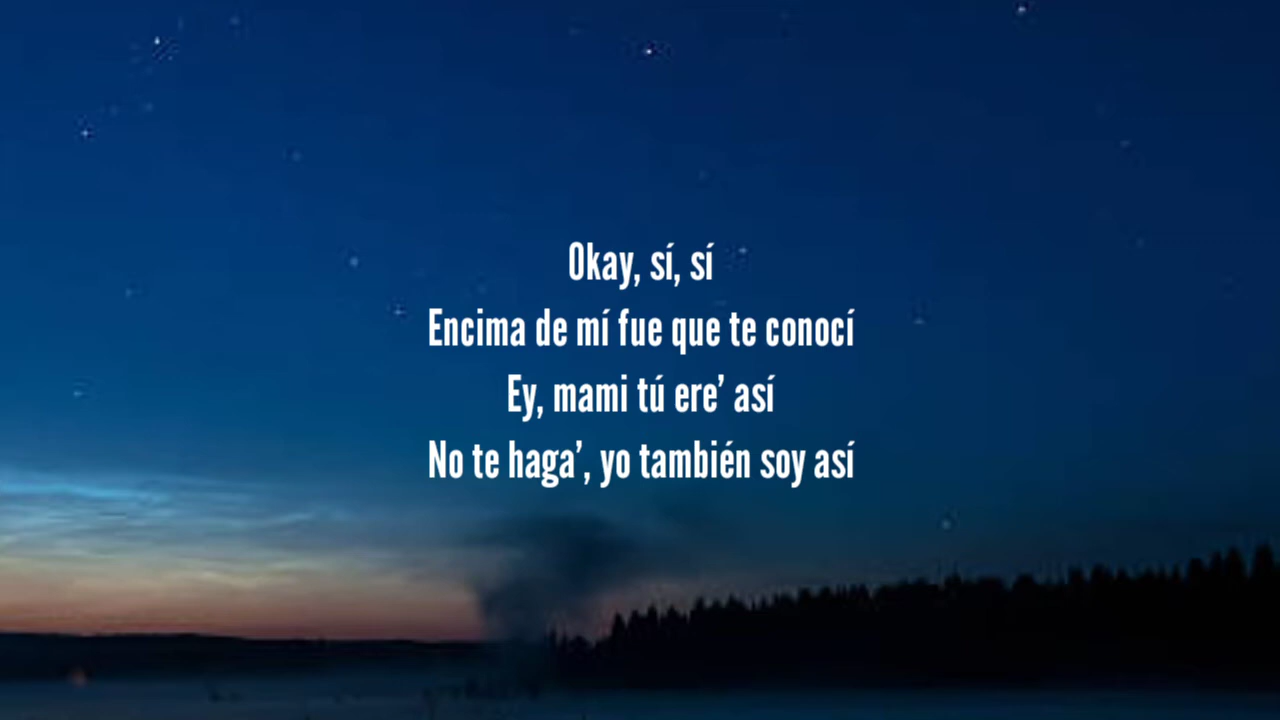 Okay, sí, sí
Encima de mí fue que te conocí
Ey, mami tú ere’ así
No te haga’, yo también soy así